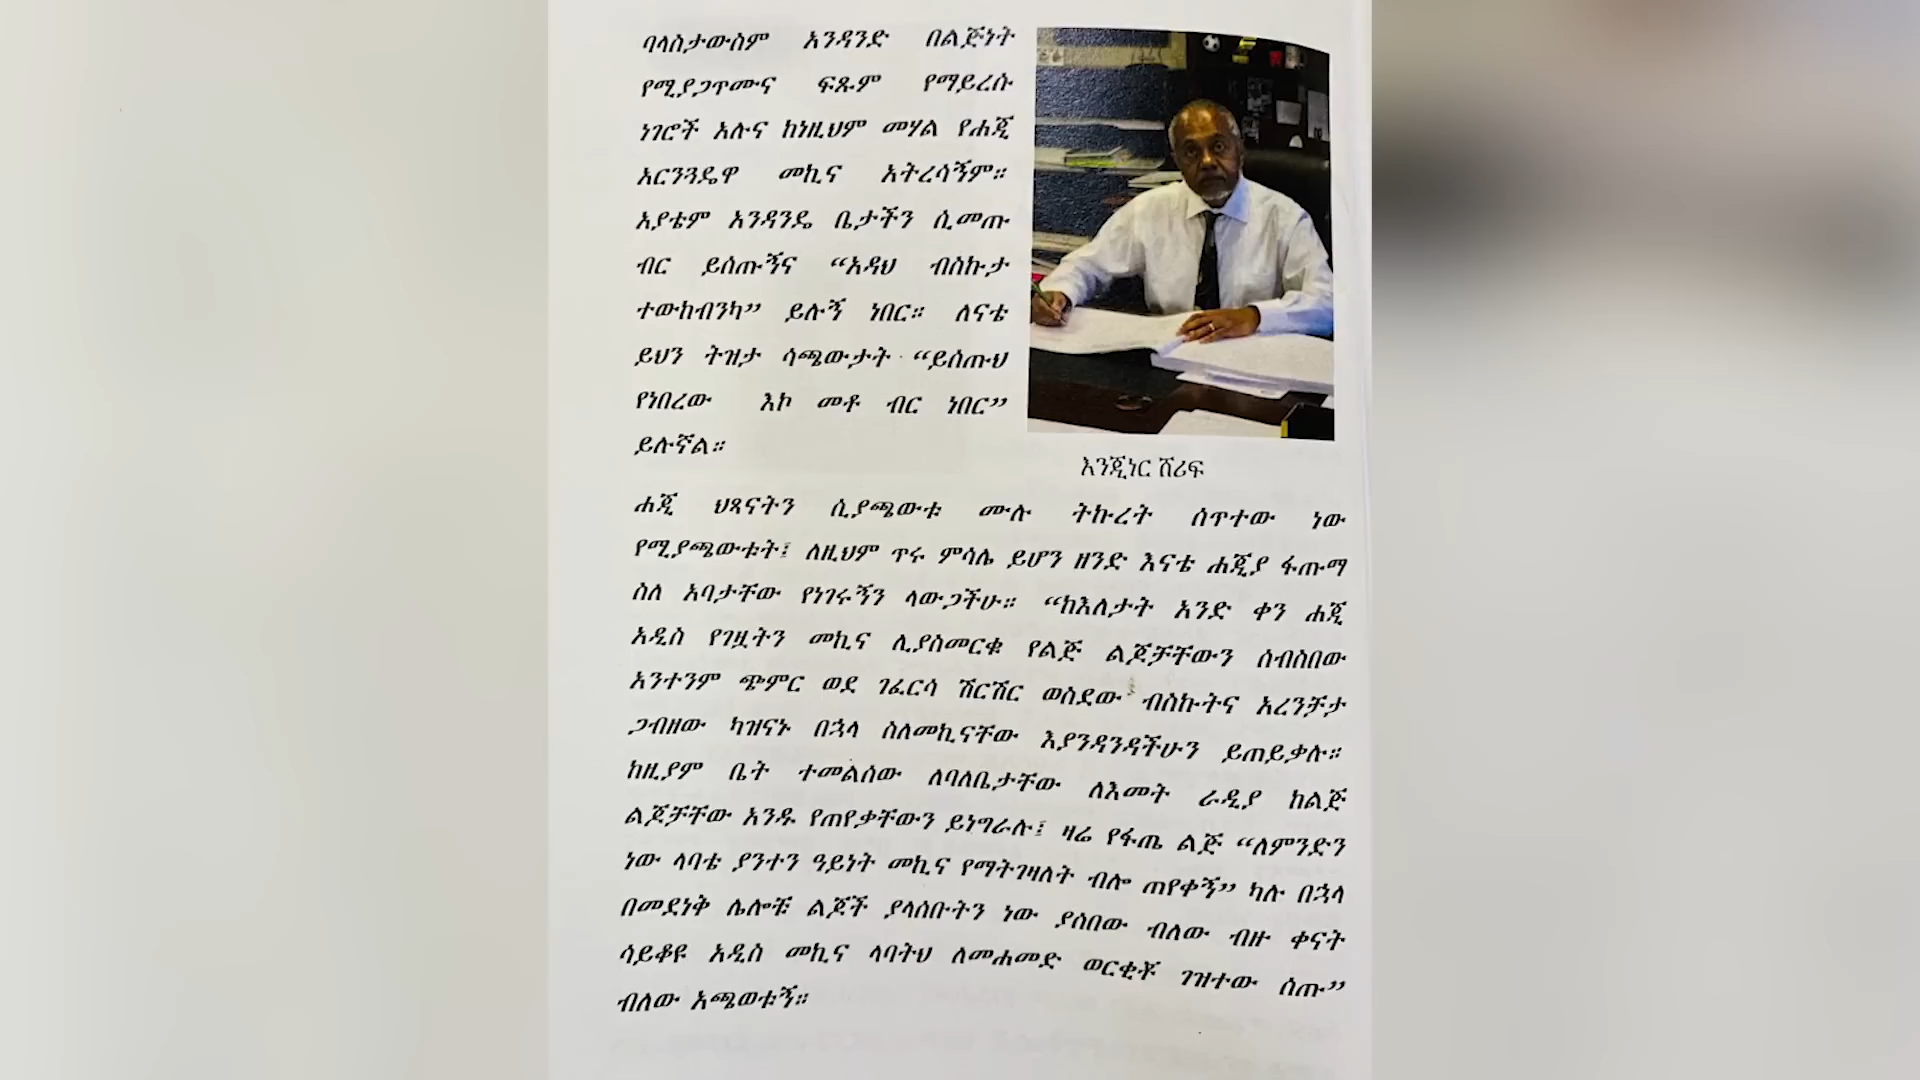 ባላስታውስም አንዳንድ በልጅነት
የሚያጋጥሙና ፍጹም የማይረሱ
ነገሮች አሉና ከነዚህም መሃል የሐጂ
አርንጓዴዋ መኪና አትረሳኝም።
አያቴም አንዳንዴ ቤታችን ሲመጡ
ብር ይሰጡኝና “አዳህ ብስኩታ
ተውከብንካ” ይሉኝ ነበር። ለናቴ
ይህን ትዝታ ሳጫውታት “ይሰጡህ
የነበረው እኮ መቶ ብር ነበር”
ይሉኛል።
እንጂነር ሸሪፍ
ሐጂ ህጻናትን ሲያጫውቱ ሙሉ ትኩረት ሰጥተው ነው
የሚያጫውቱት፤ ለዚህም ጥሩ ምሳሌ ይሆን ዘንድ እናቴ ሐጂያ ፋጡማ
ስለ አባታቸው የነገሩኝን ላውጋችሁ። “ከእለታት አንድ ቀን ሐጂ
አዲስ የገዟትን መኪና ሊያስመርቁ የልጅ ልጆቻቸውን ሰብስበው
አንተንም ጭምር ወደ ገፈርሳ ሽርሽር ወስደው ብስኩትና አረንቻታ
ጋብዘው ካዝናኑ በኋላ ስለመኪናቸው እያንዳንዳችሁን ይጠይቃሉ።
ከዚያም ቤት ተመልሰው ለባለቤታቸው ለእመት ራዲያ ከልጅ
ልጆቻቸው አንዱ የጠየቃቸውን ይነግራሉ፤ ዛሬ የፋጤ ልጅ “ለምንድን
ነው ላባቴ ያንተን ዓይነት መኪና የማትገዛለት ብሎ ጠየቀኝ” ካሉ በኋላ
በመደነቅ ሌሎቹ ልጆች ያላሰቡትን ነው ያሰበው ብለው ብዙ ቀናት
ሳይቆዩ አዲስ መኪና ላባትህ ለመሐመድ ወርቂቾ ገዝተው ሰጡ”
ብለው አጫወቱኝ።